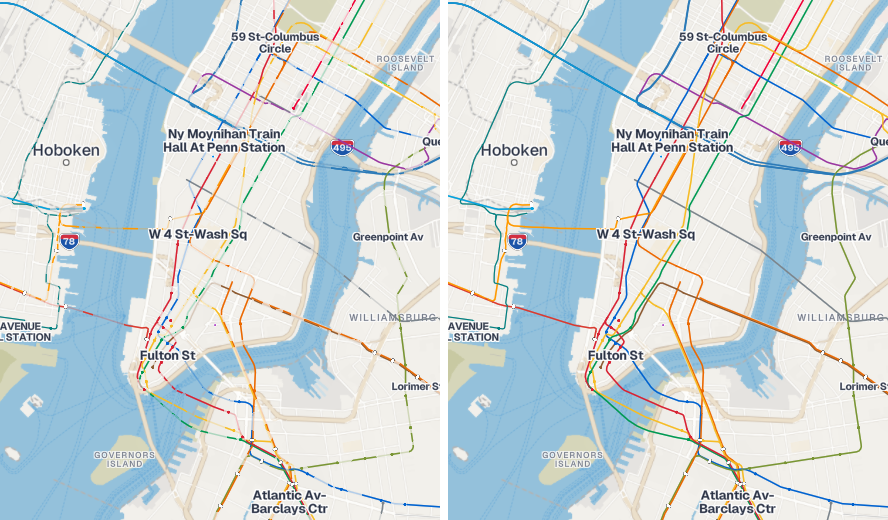 59 St-Columbus
Circle
ROOSEVELT
ISLAND
Ny Moynihan Train
Hall At Penn Station
495
Que
Hoboken
W 4 St-Wash Sq
78
Greenpoint Av
WILLIAMSBURG
AVENUE
STATION
Fulton St
Lorimer S
GOVERNORS
ISLAND
Atlantic Av-
Barclays Ctr
59 St-Columbus
Circle
ROOSEVELT
ISLAND
Ny Moynihan Train
Hall At Penn Station
495
Que
Hoboken
W 4 St-Wash Sq
78
Greenpoint Av
WILLIAMSBURG
AVENUE
STATION
Fulton St
Lorimer S
GOVERNORS
ISLAND
Atlantic Av-
Barclays Ctr